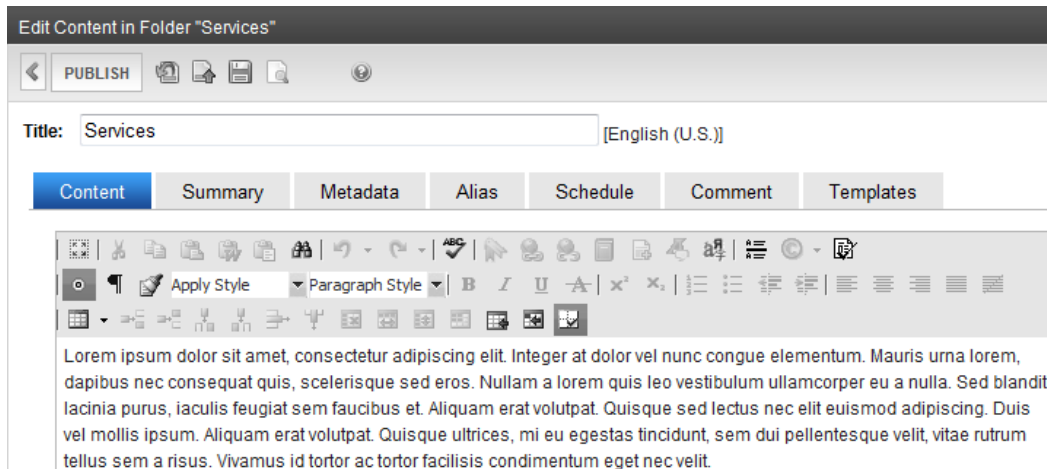 Edit Content in Folder "Services"
PUBLISH
Title: Services [English (U.S.)]
Content Summary Metadata Alias Schedule Comment Templates
ABC
Apply Style Paragraph Style B I U A x² x₂
Lorem ipsum dolor sit amet, consectetur adipiscing elit. Integer at dolor vel nunc congue elementum. Mauris urna lorem,
dapibus nec consequat quis, scelerisque sed eros. Nullam a lorem quis leo vestibulum ullamcorper eu a nulla. Sed blandit
lacinia purus, iaculis feugiat sem faucibus et. Aliquam erat volutpat. Quisque sed lectus nec elit euismod adipiscing. Duis
vel mollis ipsum. Aliquam erat volutpat. Quisque ultrices, mi eu egestas tincidunt, sem dui pellentesque velit, vitae rutrum
tellus sem a risus. Vivamus id tortor ac tortor facilisis condimentum eget nec velit.